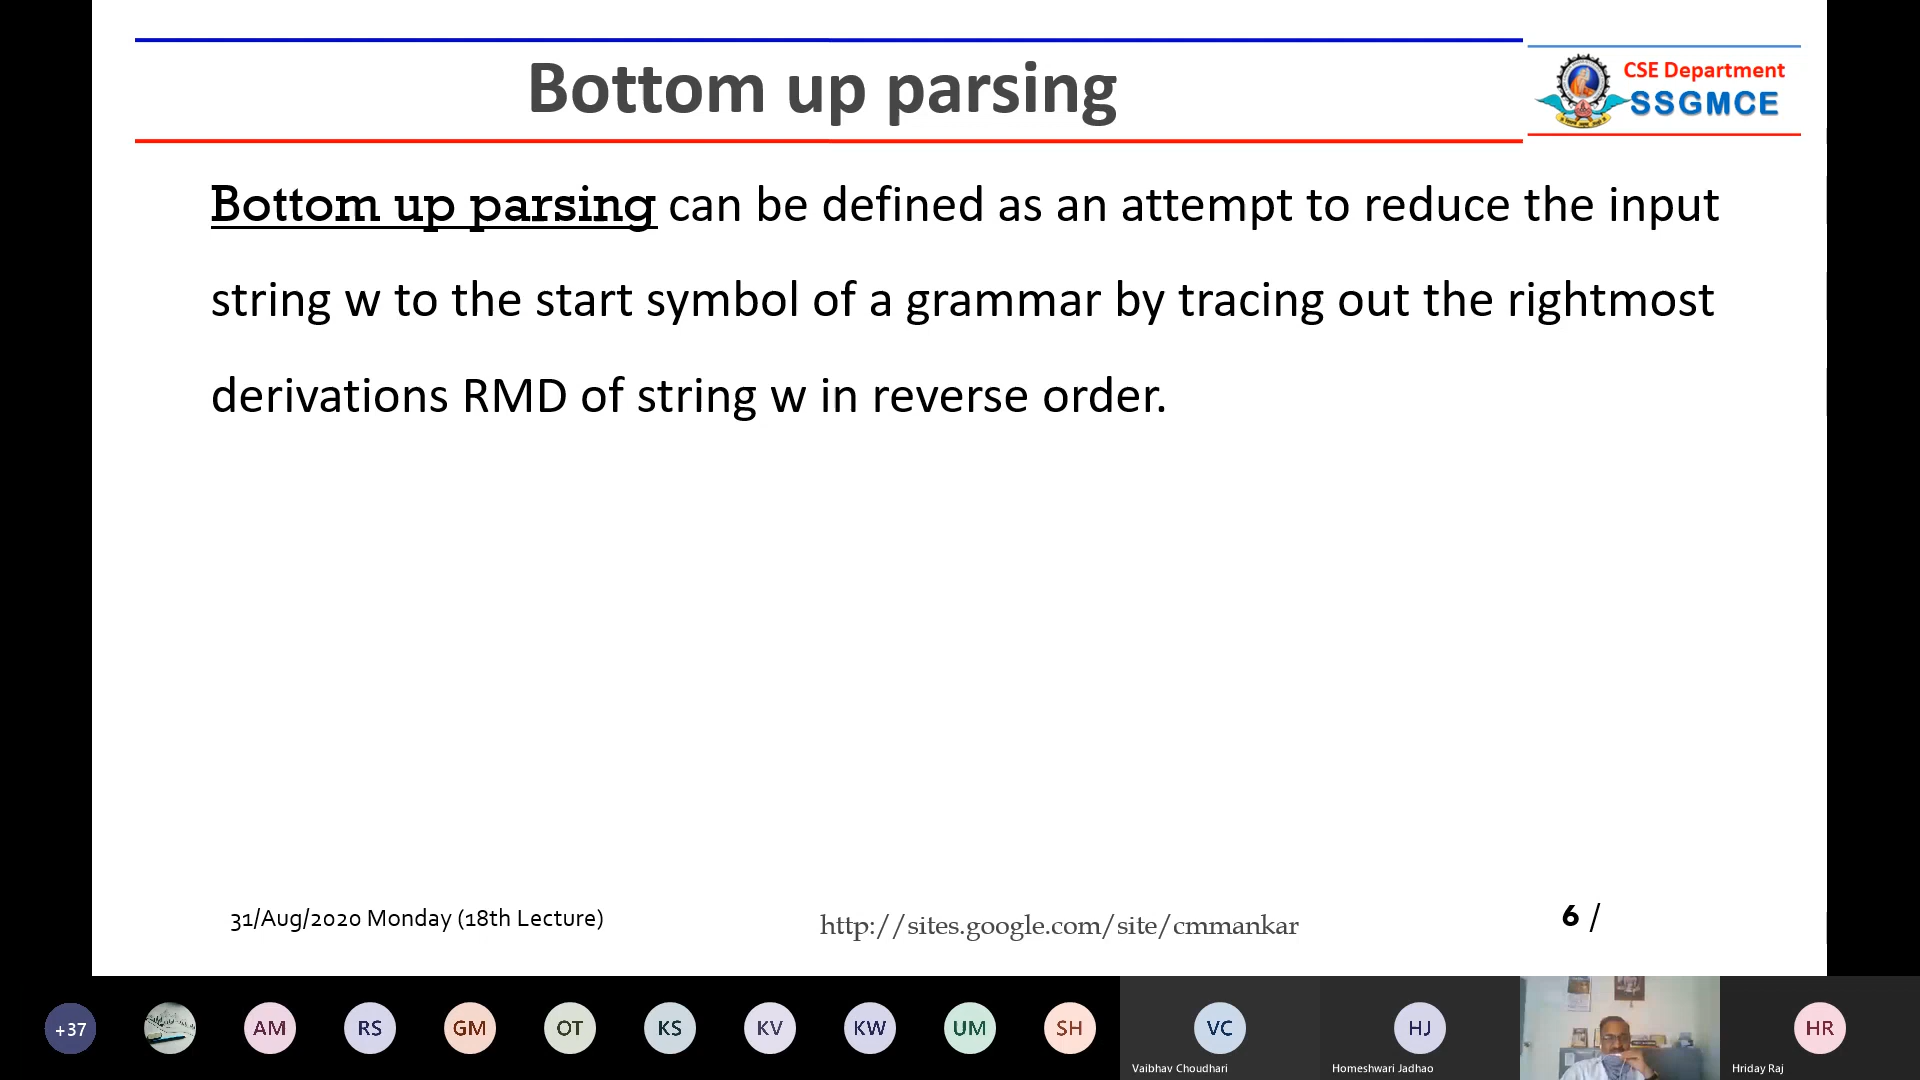 Bottom up parsing
CSE Department
SSGMCE
Bottom up parsing can be defined as an attempt to reduce the input
string w to the start symbol of a grammar by tracing out the rightmost
derivations RMD of string w in reverse order.
31/Aug/2020 Monday (18th Lecture)
http://sites.google.com/site/cmmankar
6 /
+37
AM
RS
GM
OT
KS
KV
KW
UM
SH
VC
HJ
HR
Vaibhav Choudhari
Homeshwari Jadhao
Hriday Raj